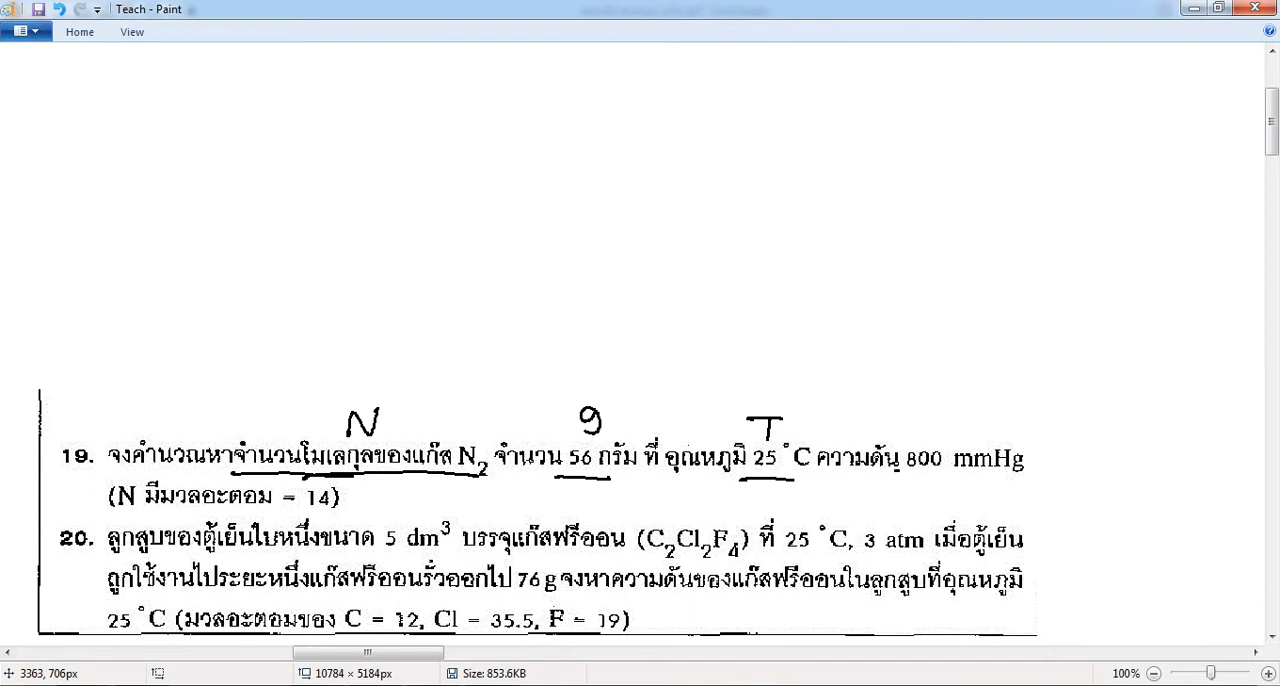 Teach - Paint
Home View
N g T
19. จงคำนวณหาจำนวนโมเลกุลของแก๊ส N2 จำนวน 56 กรัม ที่ อุณหภูมิ 25 °C ความดัน 800 mmHg
(N มีมวลอะตอม = 14)
20. ลูกสูบของตู้เย็นใบหนึ่งขนาด 5 dm³ บรรจุแก๊สฟรีออน (C2Cl2F4) ที่ 25 °C, 3 atm เมื่อตู้เย็น
ถูกใช้งานไประยะหนึ่งแก๊สฟรีออนรั่วออกไป 76 g จงหาความดันของแก๊สฟรีออนในลูกสูบที่อุณหภูมิ
25 °C (มวลอะตอมของ C = 12, Cl = 35.5, F = 19)
3363, 706px 10784 × 5184px Size: 853.6KB 100%